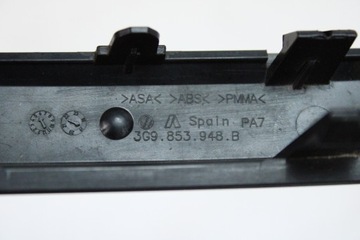 >ASA< >ABS< >PMMA<
Spain PA7
3G9.853.948.B